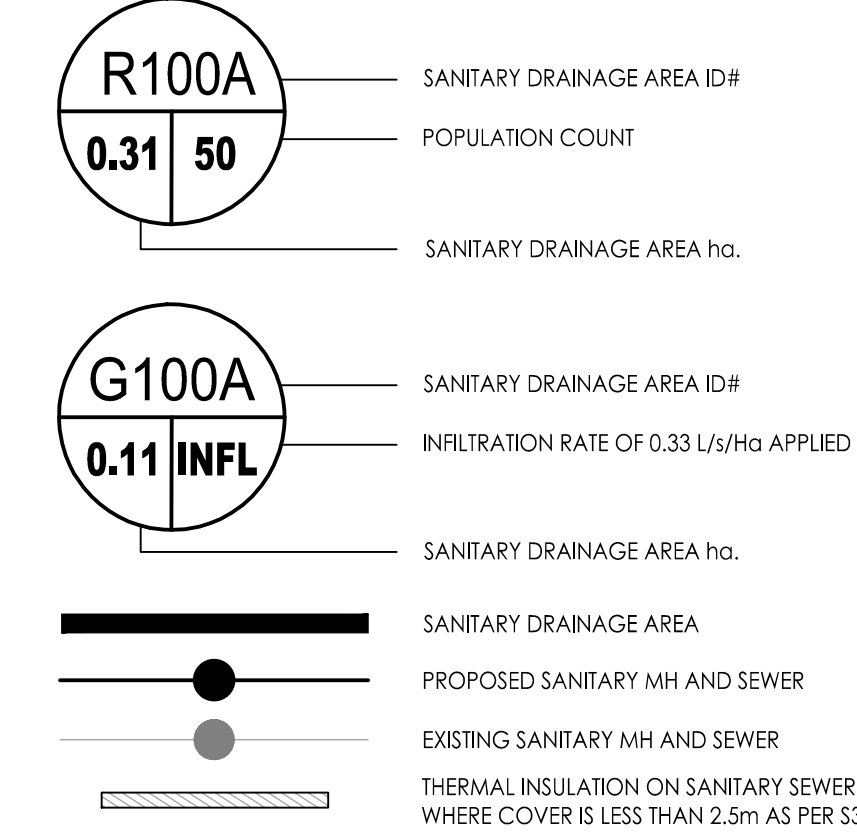 R100A
SANITARY DRAINAGE AREA ID#
0.31 50
POPULATION COUNT
SANITARY DRAINAGE AREA ha.
G100A
SANITARY DRAINAGE AREA ID#
0.11 INFL
INFILTRATION RATE OF 0.33 L/s/Ha APPLIED
SANITARY DRAINAGE AREA ha.
SANITARY DRAINAGE AREA
PROPOSED SANITARY MH AND SEWER
EXISTING SANITARY MH AND SEWER
THERMAL INSULATION ON SANITARY SEWER
WHERE COVER IS LESS THAN 2.5m AS PER